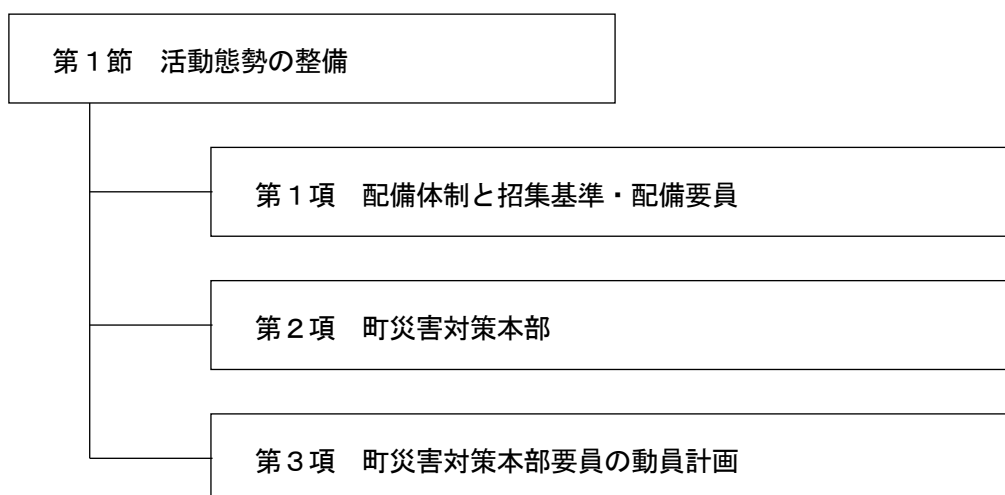 第１節　活動態勢の整備
第１項　配備体制と招集基準・配備要員
第２項　町災害対策本部
第３項　町災害対策本部要員の動員計画